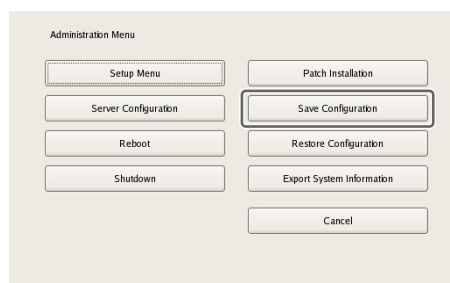 Administration Menu
Setup Menu
Patch Installation
Server Configuration
Save Configuration
Reboot
Restore Configuration
Shutdown
Export System Information
Cancel